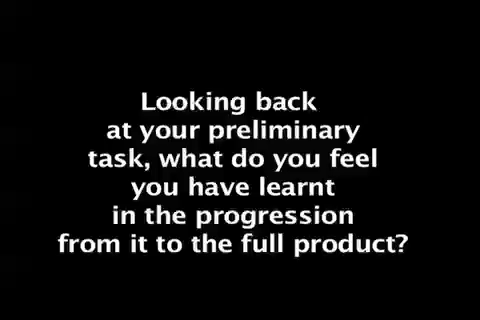 Looking back
at your preliminary
task, what do you feel
you have learnt
in the progression
from it to the full product?